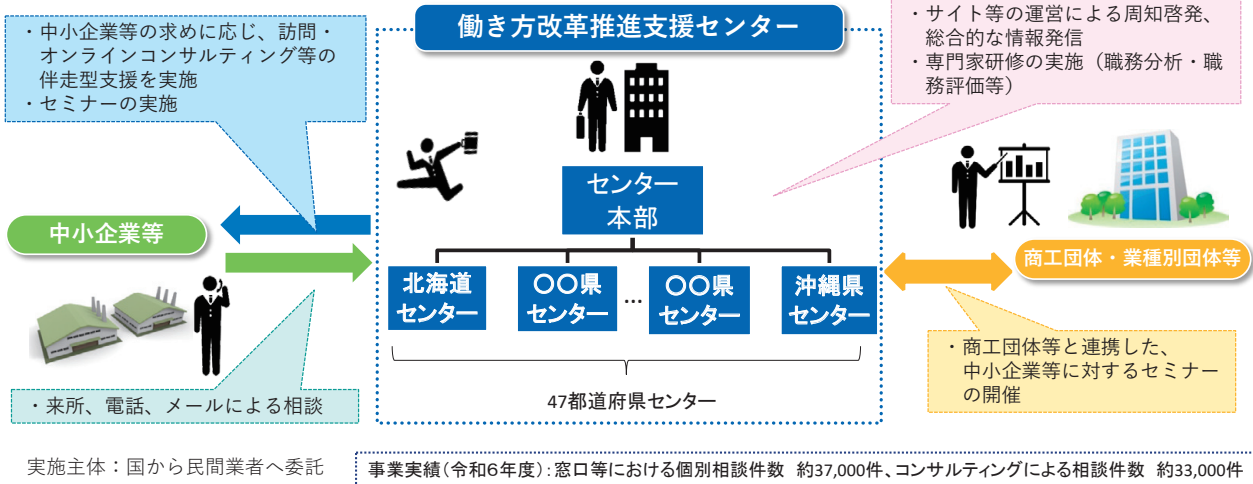 働き方改革推進支援センター
・中小企業等の求めに応じ、訪問・
オンラインコンサルティング等の
伴走型支援を実施
・セミナーの実施
・サイト等の運営による周知啓発、
総合的な情報発信
・専門家研修の実施（職務分析・職
務評価等）
センター
本部
中小企業等
商工団体・業種別団体等
北海道
センター
〇〇県
センター
…
〇〇県
センター
沖縄県
センター
47都道府県センター
・来所、電話、メールによる相談
・商工団体等と連携した、
中小企業等に対するセミナー
の開催
実施主体：国から民間業者へ委託
事業実績（令和６年度）：窓口等における個別相談件数　約37,000件、コンサルティングによる相談件数　約33,000件